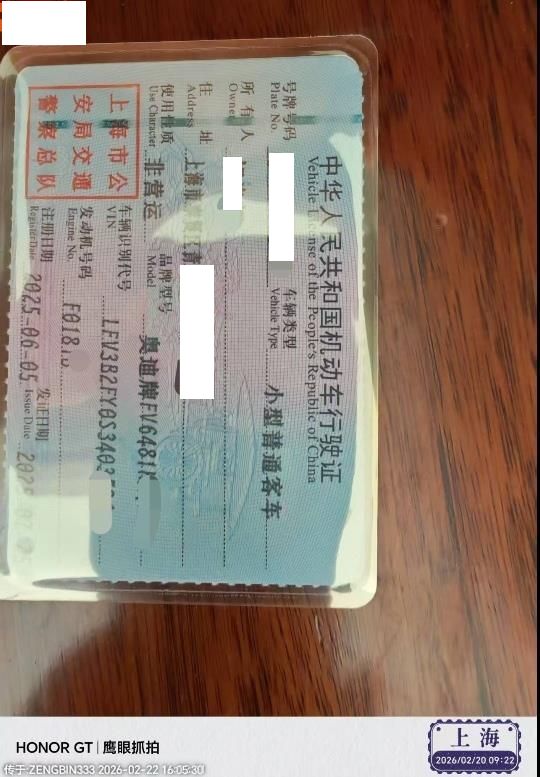 中华人民共和国机动车行驶证
Vehicle License of the People's Republic of China
号牌号码
Plate No.
车辆类型
Vehicle Type
小型普通客车
所有人
Owner
住址
Address
上海市
使用性质
Use Character
非营运
品牌型号
Model
奥迪牌FV6481
车辆识别代号
VIN
LFV3B2FY0S3403
发动机号码
Engine No.
F018
注册日期
Register Date
2025-06-05
发证日期
Issue Date
上海市公
安局交通
警察总队
HONOR GT | 鹰眼抓拍
上海
2026/02/20 09:22
传于:ZENGBIN333 2026-02-22 16:05:30